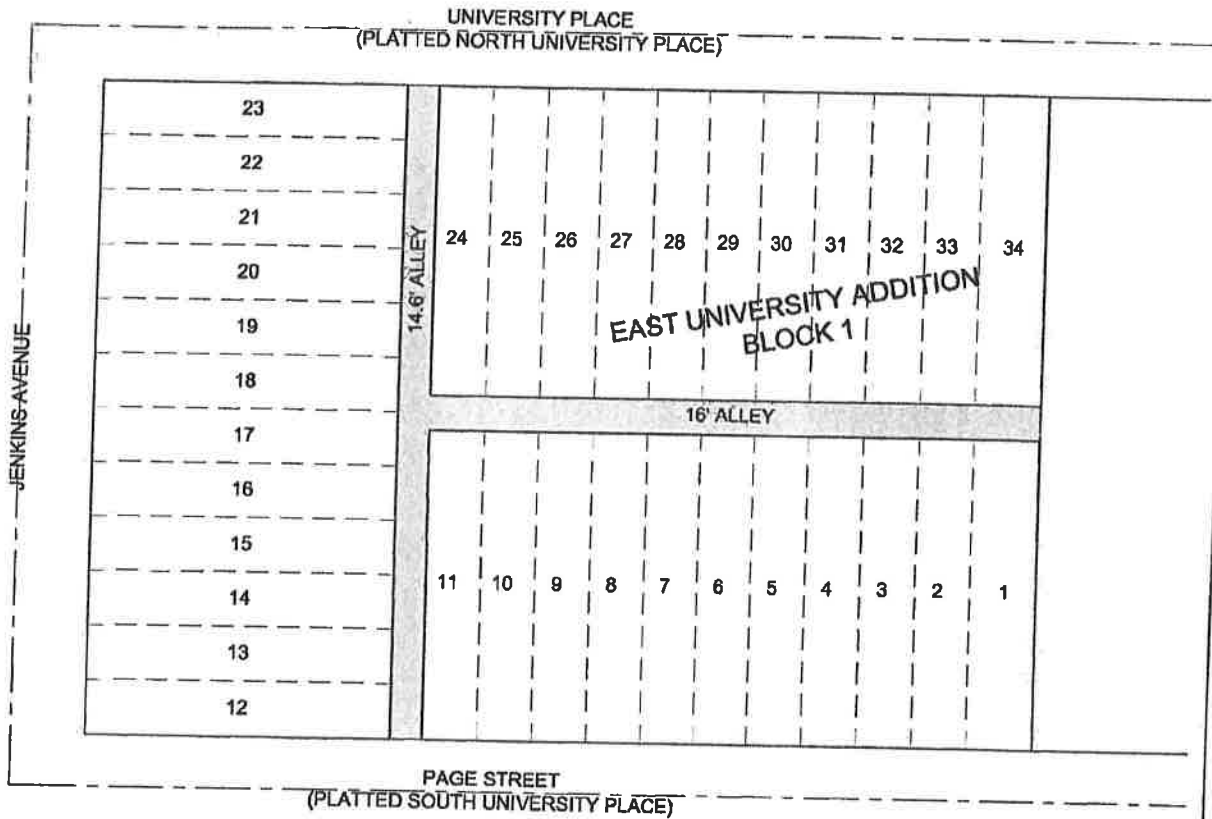 UNIVERSITY PLACE
(PLATTED NORTH UNIVERSITY PLACE)
JENKINS AVENUE
23
22
21
20
19
18
17
16
15
14
13
12
14.6' ALLEY
24 25 26 27 28 29 30 31 32 33 34
EAST UNIVERSITY ADDITION
BLOCK 1
16' ALLEY
11 10 9 8 7 6 5 4 3 2 1
PAGE STREET
(PLATTED SOUTH UNIVERSITY PLACE)